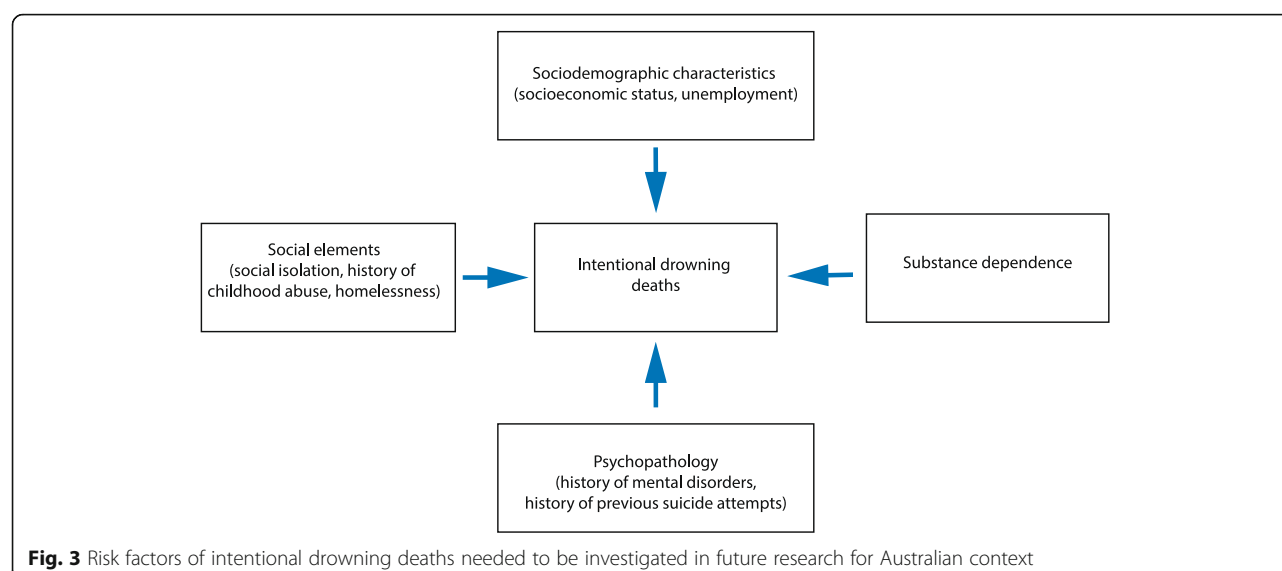 Sociodemographic characteristics
(socioeconomic status, unemployment)
Social elements
(social isolation, history of
childhood abuse, homelessness)
Intentional drowning
deaths
Substance dependence
Psychopathology
(history of mental disorders,
history of previous suicide attempts)
Fig. 3 Risk factors of intentional drowning deaths needed to be investigated in future research for Australian context